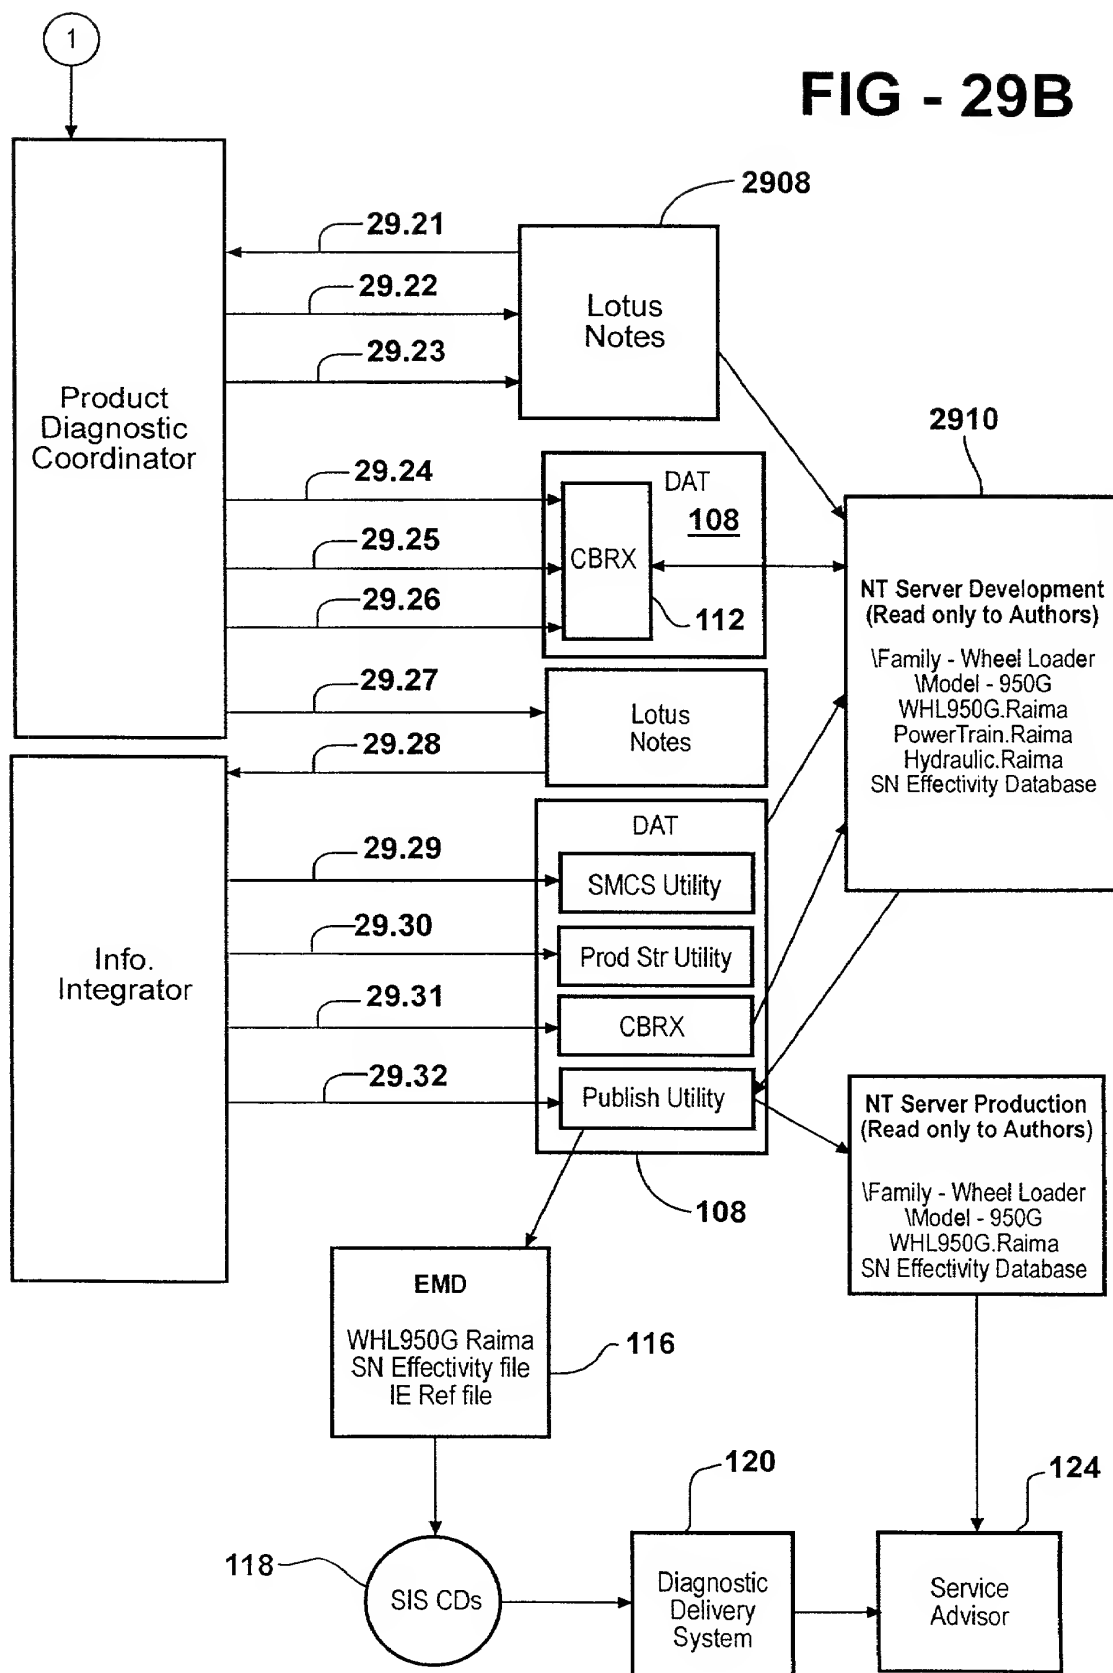 1
FIG - 29B
2908
29.21
29.22
29.23
Lotus
Notes
Product
Diagnostic
Coordinator
2910
29.24
29.25
29.26
DAT
108
CBRX
112
NT Server Development
(Read only to Authors)
\Family - Wheel Loader
\Model - 950G
WHL950G.Raima
PowerTrain.Raima
Hydraulic.Raima
SN Effectivity Database
29.27
29.28
Lotus
Notes
DAT
29.29
SMCS Utility
29.30
Prod Str Utility
Info.
Integrator
29.31
CBRX
29.32
Publish Utility
108
NT Server Production
(Read only to Authors)
\Family - Wheel Loader
\Model - 950G
WHL950G.Raima
SN Effectivity Database
EMD
WHL950G Raima
SN Effectivity file
IE Ref file
116
120
124
118
SIS CDs
Diagnostic
Delivery
System
Service
Advisor